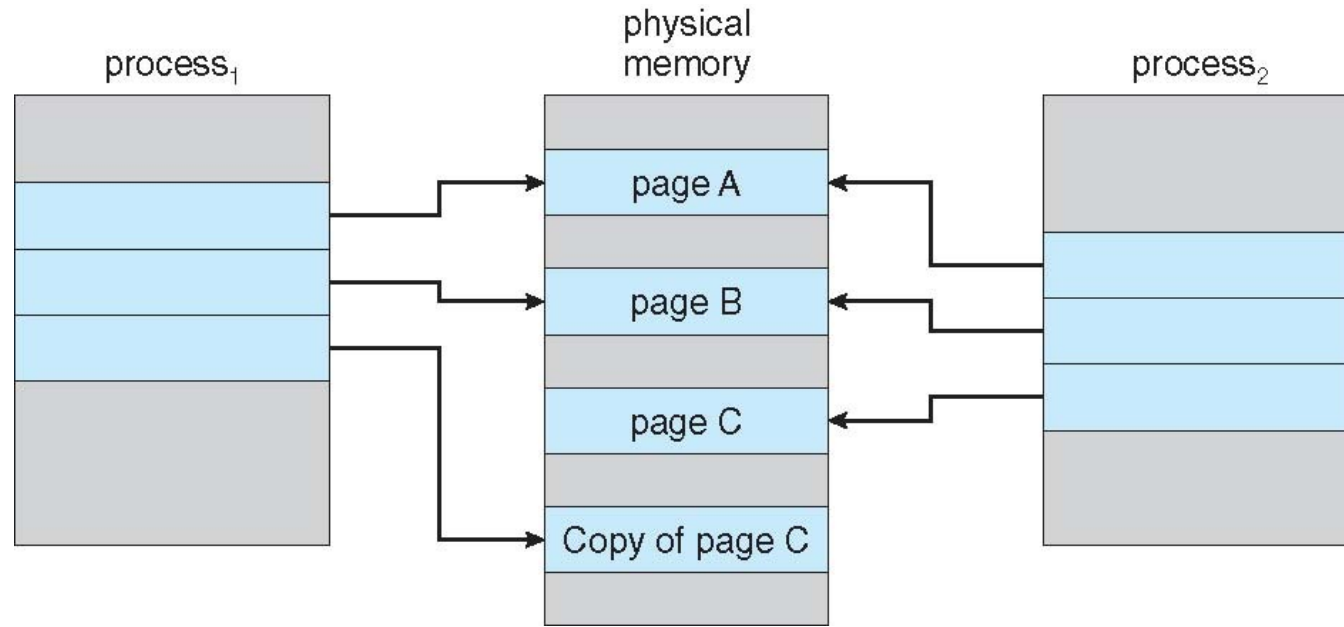 process₁
physical
memory
process₂
page A
page B
page C
Copy of page C